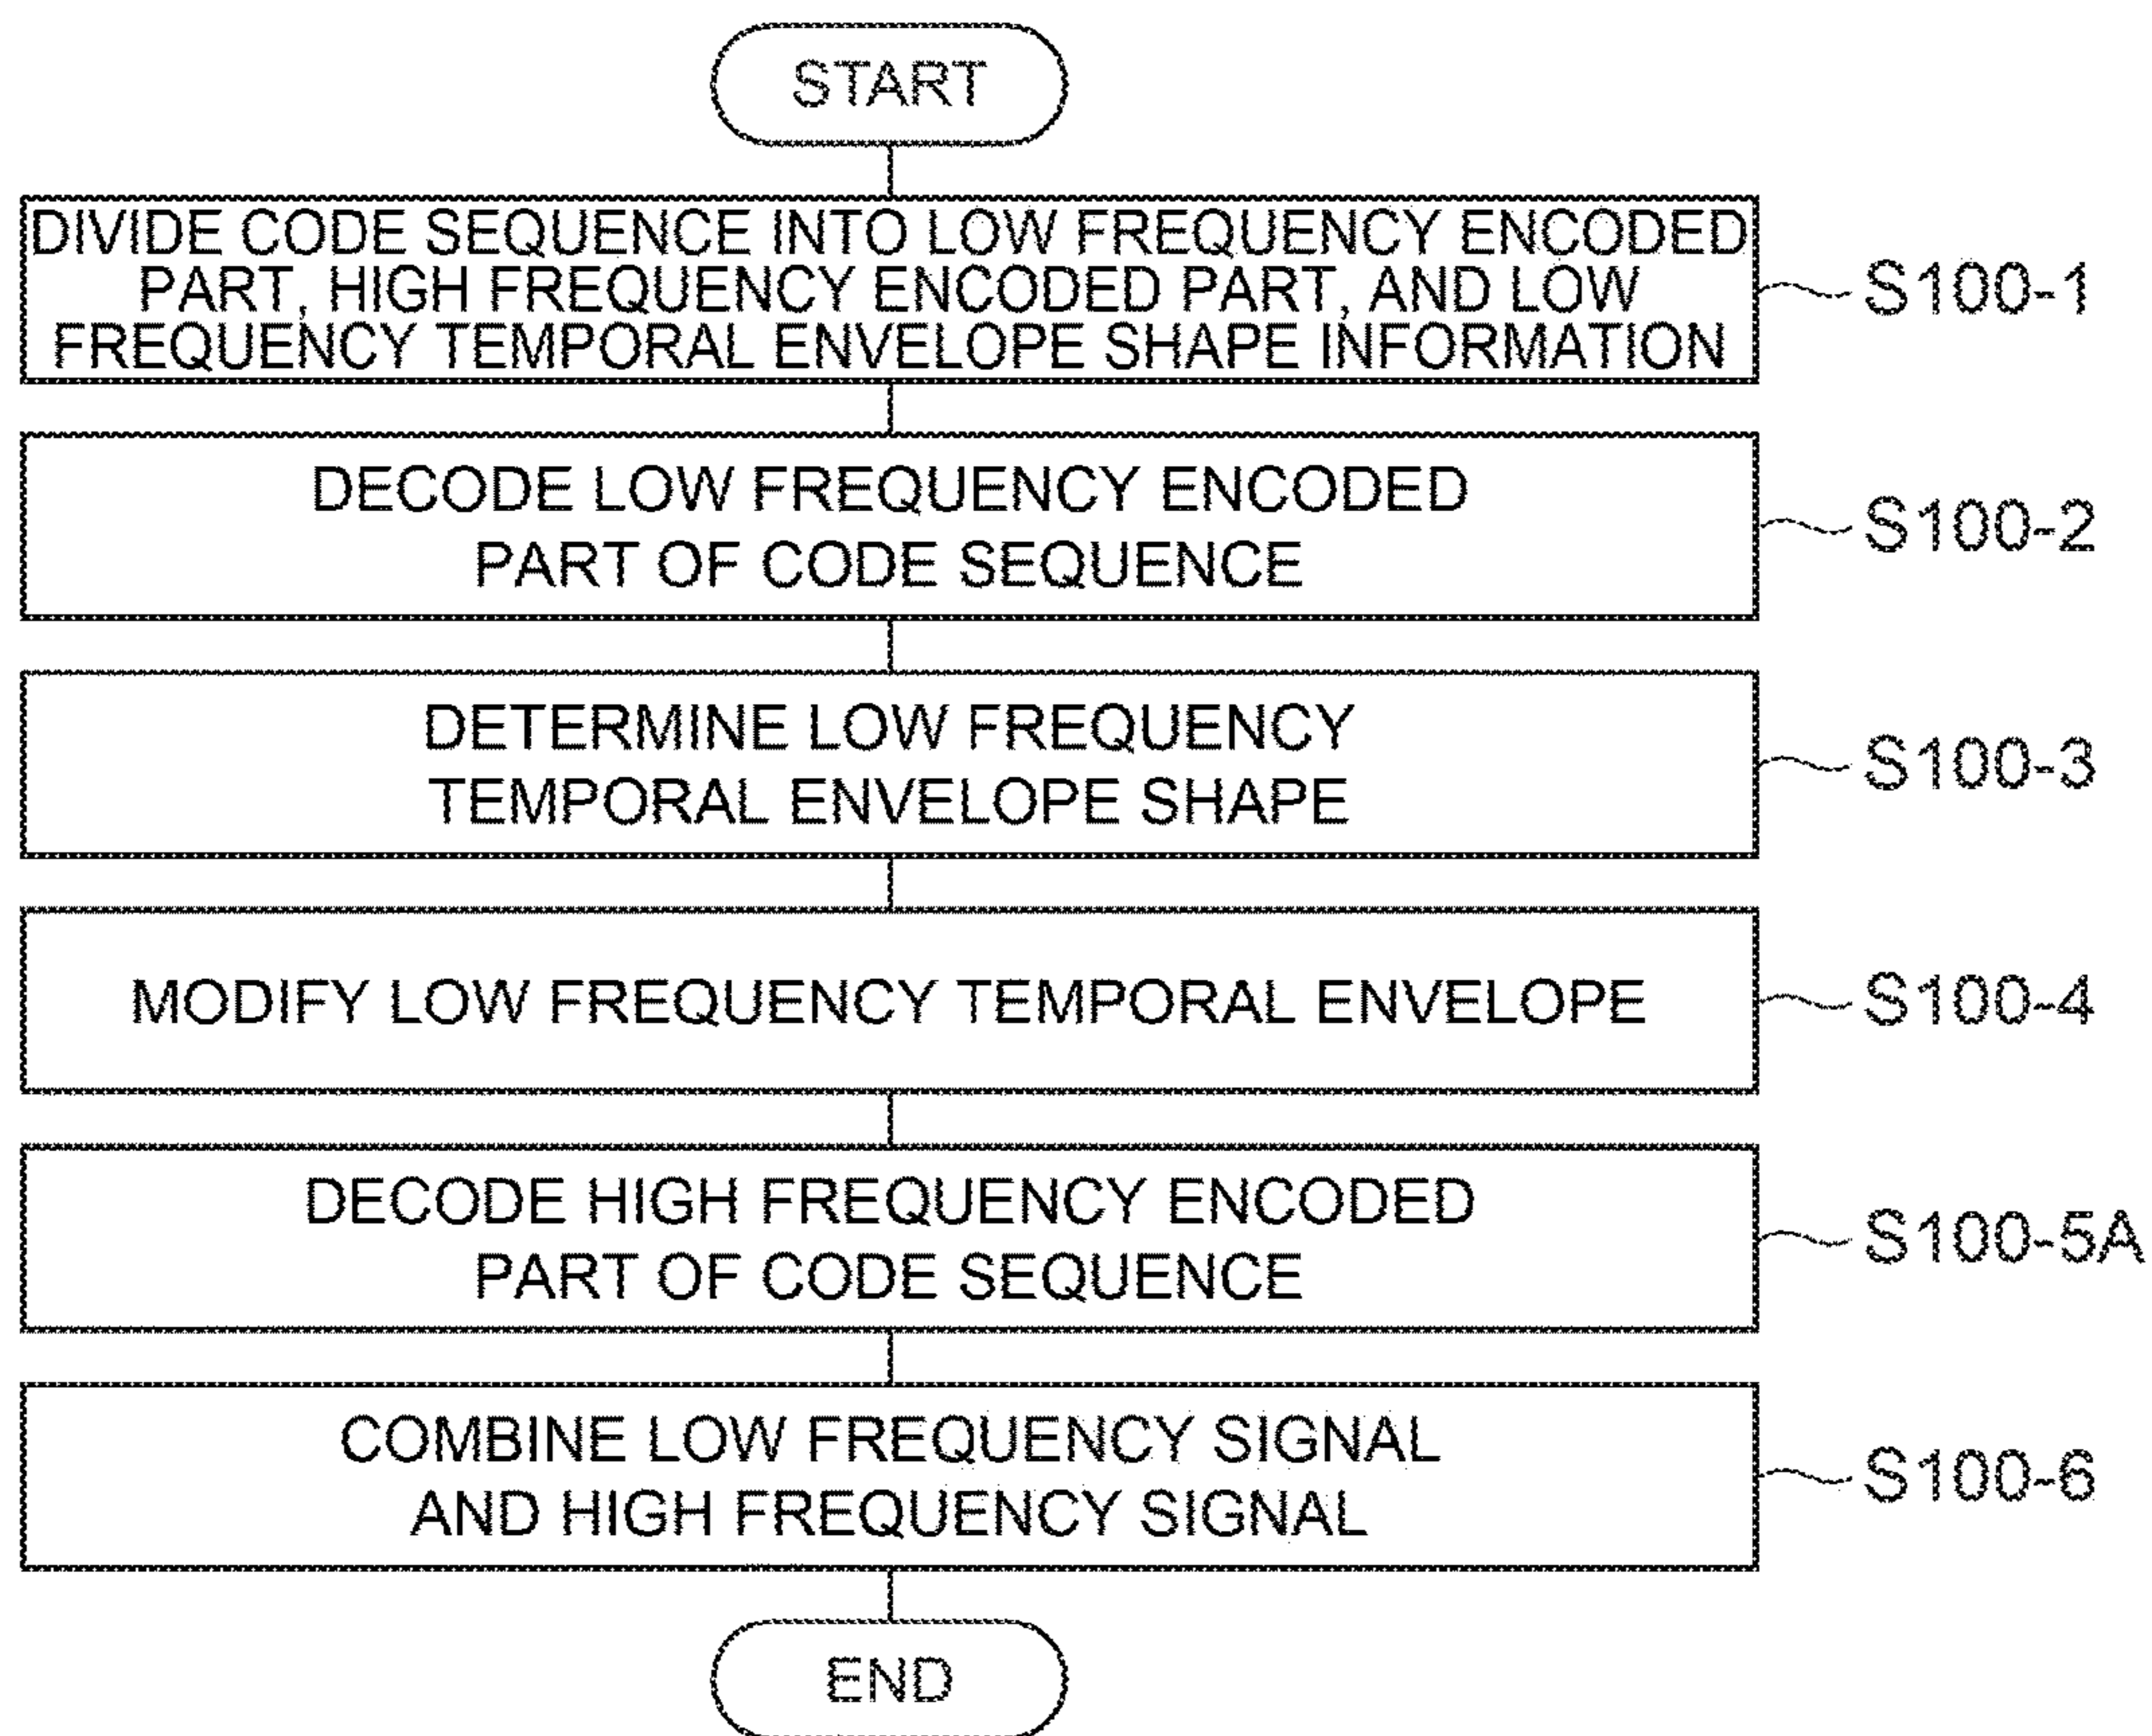 START
DIVIDE CODE SEQUENCE INTO LOW FREQUENCY ENCODED
PART, HIGH FREQUENCY ENCODED PART, AND LOW
FREQUENCY TEMPORAL ENVELOPE SHAPE INFORMATION
S100-1
DECODE LOW FREQUENCY ENCODED
PART OF CODE SEQUENCE
S100-2
DETERMINE LOW FREQUENCY
TEMPORAL ENVELOPE SHAPE
S100-3
MODIFY LOW FREQUENCY TEMPORAL ENVELOPE
S100-4
DECODE HIGH FREQUENCY ENCODED
PART OF CODE SEQUENCE
S100-5A
COMBINE LOW FREQUENCY SIGNAL
AND HIGH FREQUENCY SIGNAL
S100-6
END